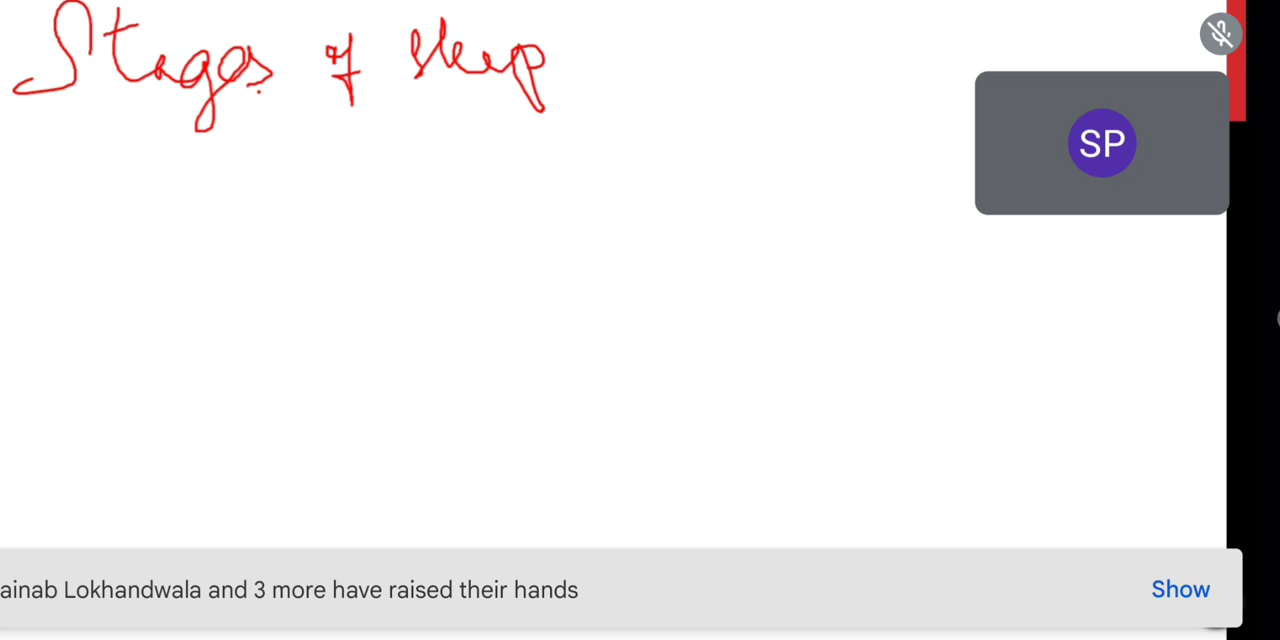 Stages of sleep
SP
ainab Lokhandwala and 3 more have raised their hands
Show